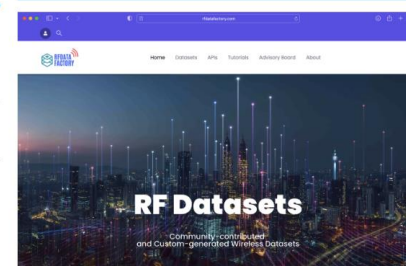 rfdatafactory.com
RFDATA
FACTORY
Home Datasets APIs Tutorials Advisory Board About
RF Datasets
Community-contributed
and Custom-generated Wireless Datasets